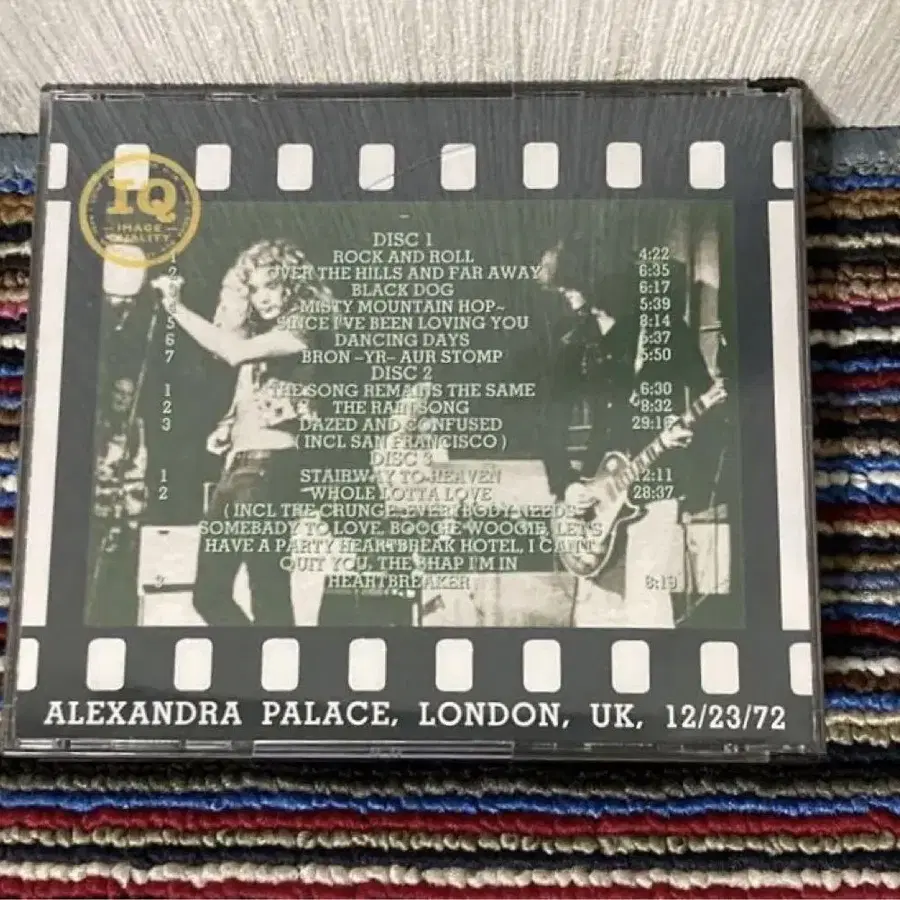 IQ
IMAGE
QUALITY
DISC 1
1 ROCK AND ROLL 4:22
2 OVER THE HILLS AND FAR AWAY 6:35
BLACK DOG 6:17
MISTY MOUNTAIN HOP~ 5:39
5 SINCE I'VE BEEN LOVING YOU 8:14
6 DANCING DAYS 5:37
7 BRON -YR- AUR STOMP 5:50
DISC 2
1 THE SONG REMAINS THE SAME 6:30
2 THE RAIN SONG 8:32
3 DAZED AND CONFUSED 29:16
( INCL SAN FRANCISCO )
DISC 3
1 STAIRWAY TO HEAVEN 12:11
2 WHOLE LOTTA LOVE 28:37
( INCL THE CRUNGE, EVERYBODY NEEDS
SOMEBADY TO LOVE, BOOGIE WOOGIE, LET'S
HAVE A PARTY HEARTBREAK HOTEL, I CAN'T
QUIT YOU, THE SHAP I'M IN
3 HEARTBREAKER 8:19
ALEXANDRA PALACE, LONDON, UK, 12/23/72